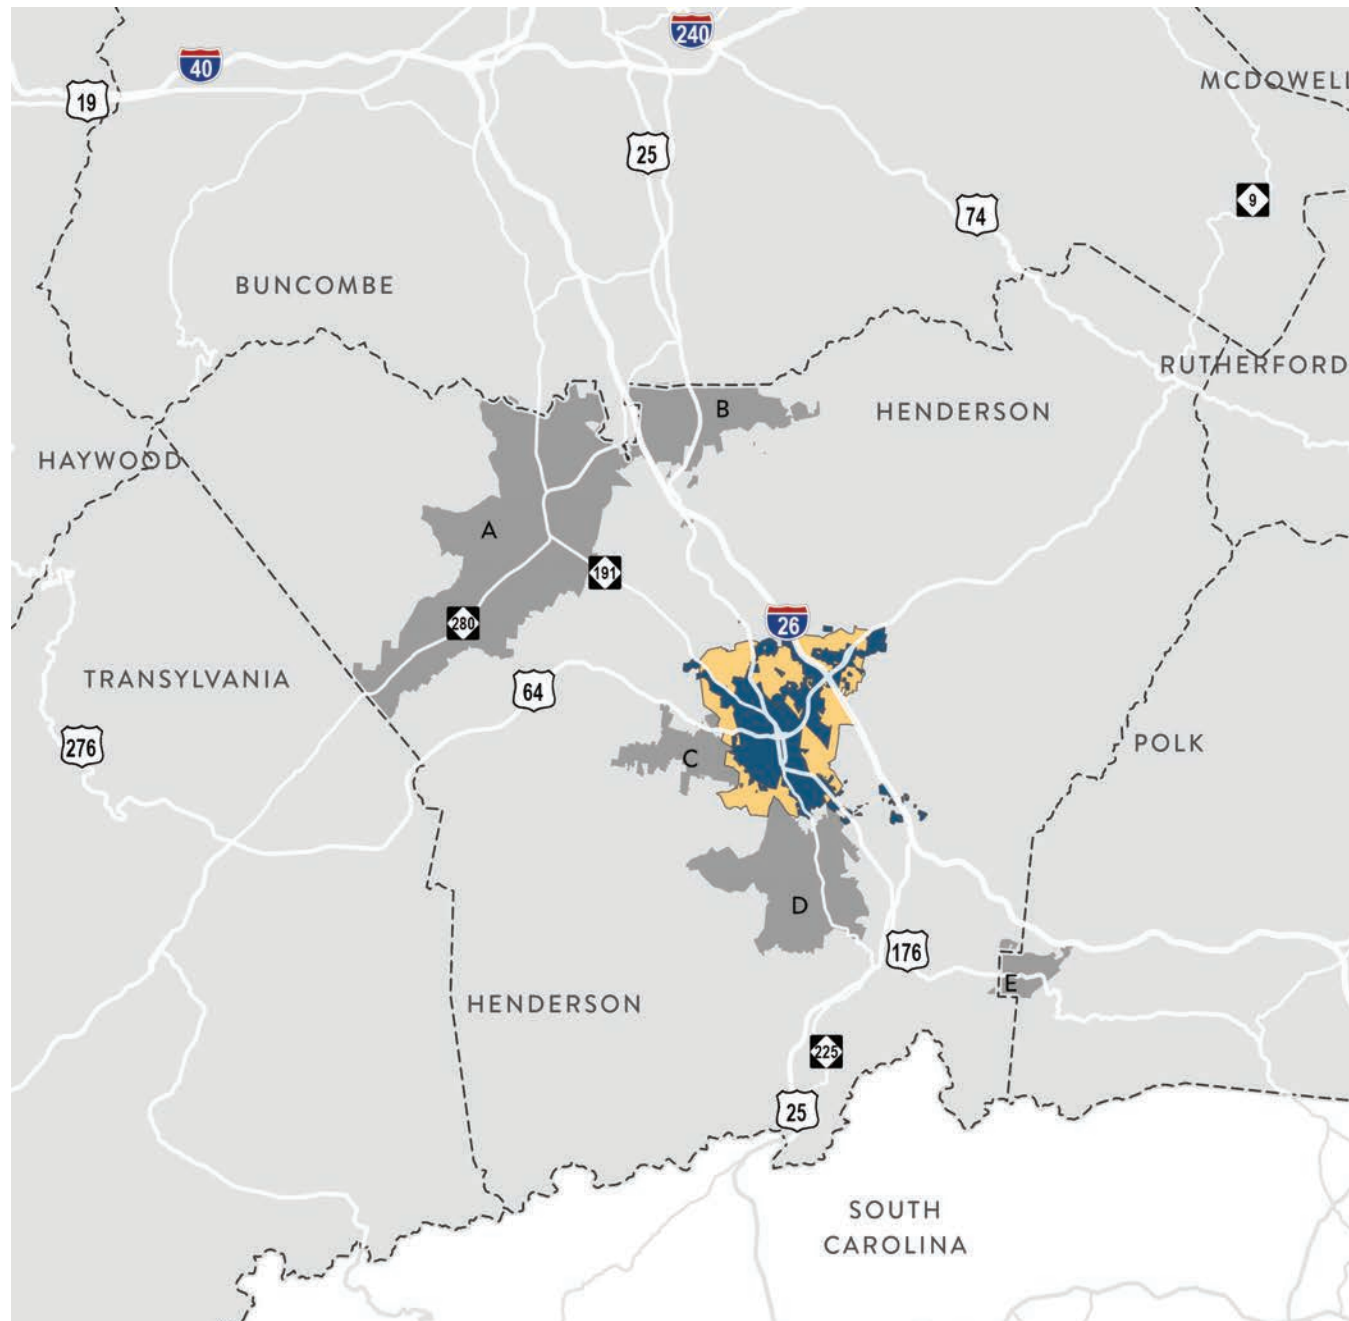 240
40
MCDOWELL
19
25
9
74
BUNCOMBE
RUTHERFORD
B
HENDERSON
HAYWOOD
A
191
280
26
TRANSYLVANIA
64
276
POLK
C
D
176
E
HENDERSON
225
25
SOUTH
CAROLINA